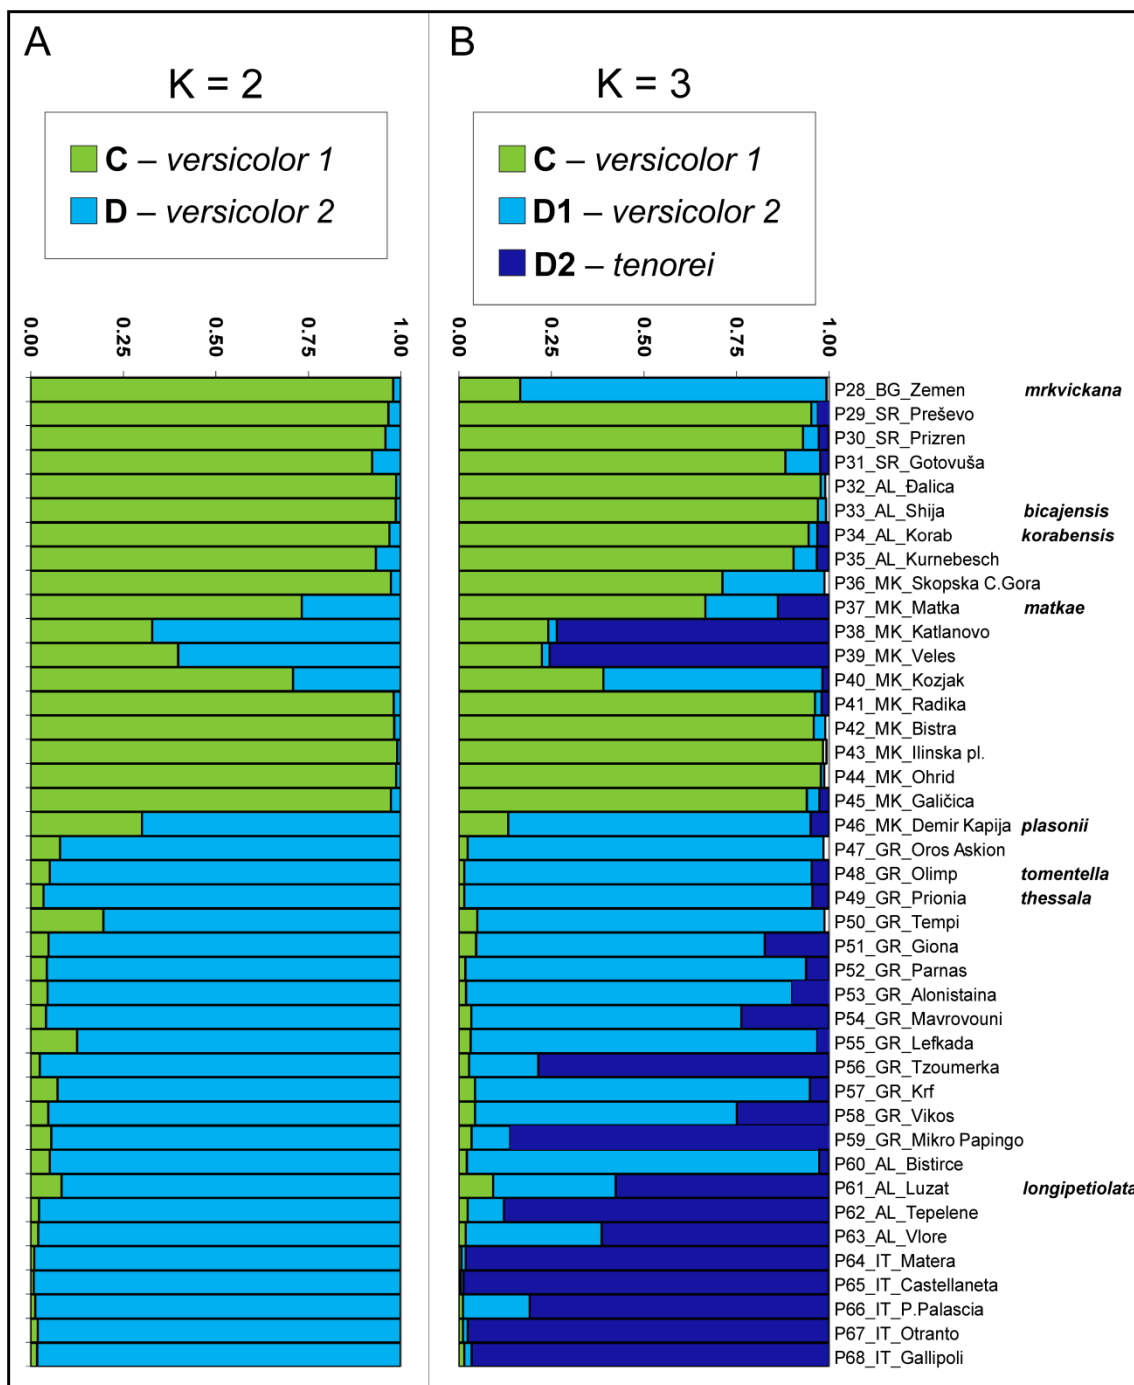 A
K = 2
C – versicolor 1
D – versicolor 2
B
K = 3
C – versicolor 1
D1 – versicolor 2
D2 – tenorei
0.00 0.25 0.50 0.75 1.00
0.00 0.25 0.50 0.75 1.00
P28_BG_Zemen mrkvickana
P29_SR_Preševo
P30_SR_Prizren
P31_SR_Gotovuša
P32_AL_Đalica
P33_AL_Shija bicajensis
P34_AL_Korab korabensis
P35_AL_Kurnebesch
P36_MK_Skopska C.Gora
P37_MK_Matka matkae
P38_MK_Katlanovo
P39_MK_Veles
P40_MK_Kozjak
P41_MK_Radika
P42_MK_Bistra
P43_MK_Ilinska pl.
P44_MK_Ohrid
P45_MK_Galičica
P46_MK_Demir Kapija plasonii
P47_GR_Oros Askion
P48_GR_Olimp tomentella
P49_GR_Prionia thessala
P50_GR_Tempi
P51_GR_Giona
P52_GR_Parnas
P53_GR_Alonistaina
P54_GR_Mavrovouni
P55_GR_Lefkada
P56_GR_Tzoumerka
P57_GR_Krf
P58_GR_Vikos
P59_GR_Mikro Papingo
P60_AL_Bistirce
P61_AL_Luzat longipetiolata
P62_AL_Tepelene
P63_AL_Vlore
P64_IT_Matera
P65_IT_Castellaneta
P66_IT_P.Palascia
P67_IT_Otranto
P68_IT_Gallipoli